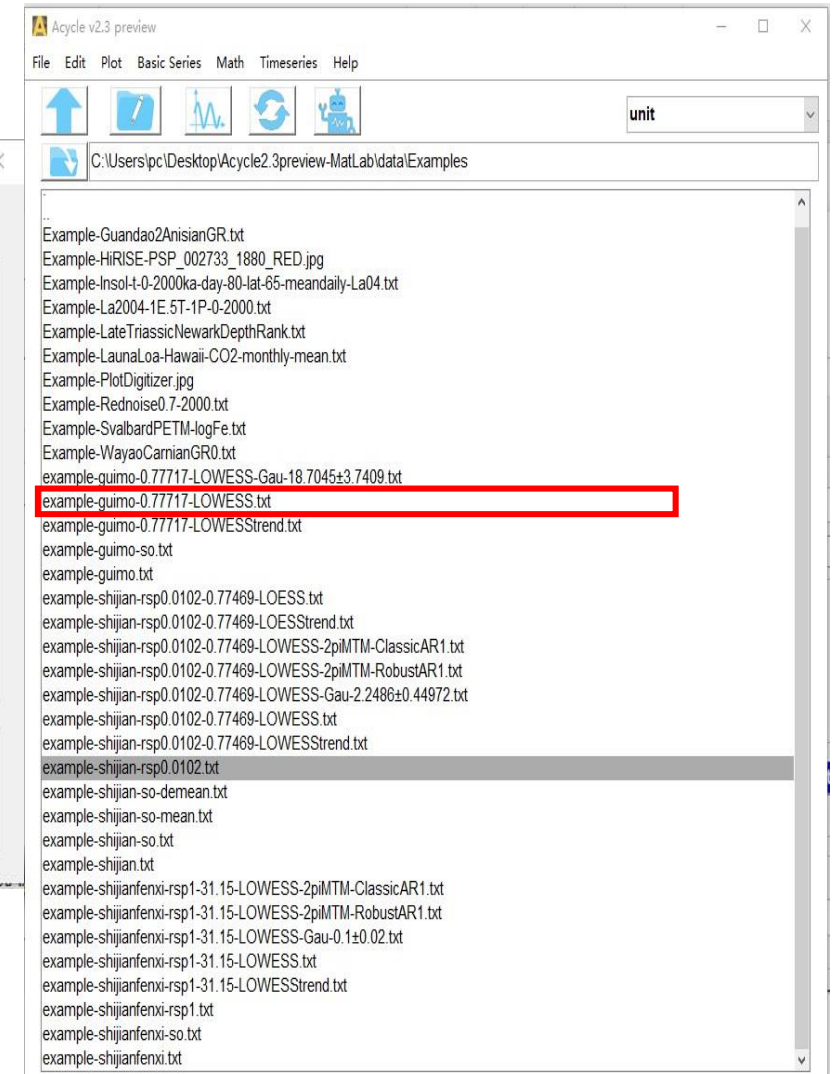 Acycle v2.3 preview
File Edit Plot Basic Series Math Timeseries Help
unit
C:\Users\pc\Desktop\Acycle2.3preview-MatLab\data\Examples
.
..
Example-Guandao2AnisianGR.txt
Example-HiRISE-PSP_002733_1880_RED.jpg
Example-Insol-t-0-2000ka-day-80-lat-65-meandaily-La04.txt
Example-La2004-1E.5T-1P-0-2000.txt
Example-LateTriassicNewarkDepthRank.txt
Example-LaunaLoa-Hawaii-CO2-monthly-mean.txt
Example-PlotDigitizer.jpg
Example-Rednoise0.7-2000.txt
Example-SvalbardPETM-logFe.txt
Example-WayaoCarnianGR0.txt
example-guimo-0.77717-LOWESS-Gau-18.7045±3.7409.txt
example-guimo-0.77717-LOWESS.txt
example-guimo-0.77717-LOWESStrend.txt
example-guimo-so.txt
example-guimo.txt
example-shijian-rsp0.0102-0.77469-LOESS.txt
example-shijian-rsp0.0102-0.77469-LOESStrend.txt
example-shijian-rsp0.0102-0.77469-LOWESS-2piMTM-ClassicAR1.txt
example-shijian-rsp0.0102-0.77469-LOWESS-2piMTM-RobustAR1.txt
example-shijian-rsp0.0102-0.77469-LOWESS-Gau-2.2486±0.44972.txt
example-shijian-rsp0.0102-0.77469-LOWESS.txt
example-shijian-rsp0.0102-0.77469-LOWESStrend.txt
example-shijian-rsp0.0102.txt
example-shijian-so-demean.txt
example-shijian-so-mean.txt
example-shijian-so.txt
example-shijian.txt
example-shijianfenxi-rsp1-31.15-LOWESS-2piMTM-ClassicAR1.txt
example-shijianfenxi-rsp1-31.15-LOWESS-2piMTM-RobustAR1.txt
example-shijianfenxi-rsp1-31.15-LOWESS-Gau-0.1±0.02.txt
example-shijianfenxi-rsp1-31.15-LOWESS.txt
example-shijianfenxi-rsp1-31.15-LOWESStrend.txt
example-shijianfenxi-rsp1.txt
example-shijianfenxi-so.txt
example-shijianfenxi.txt